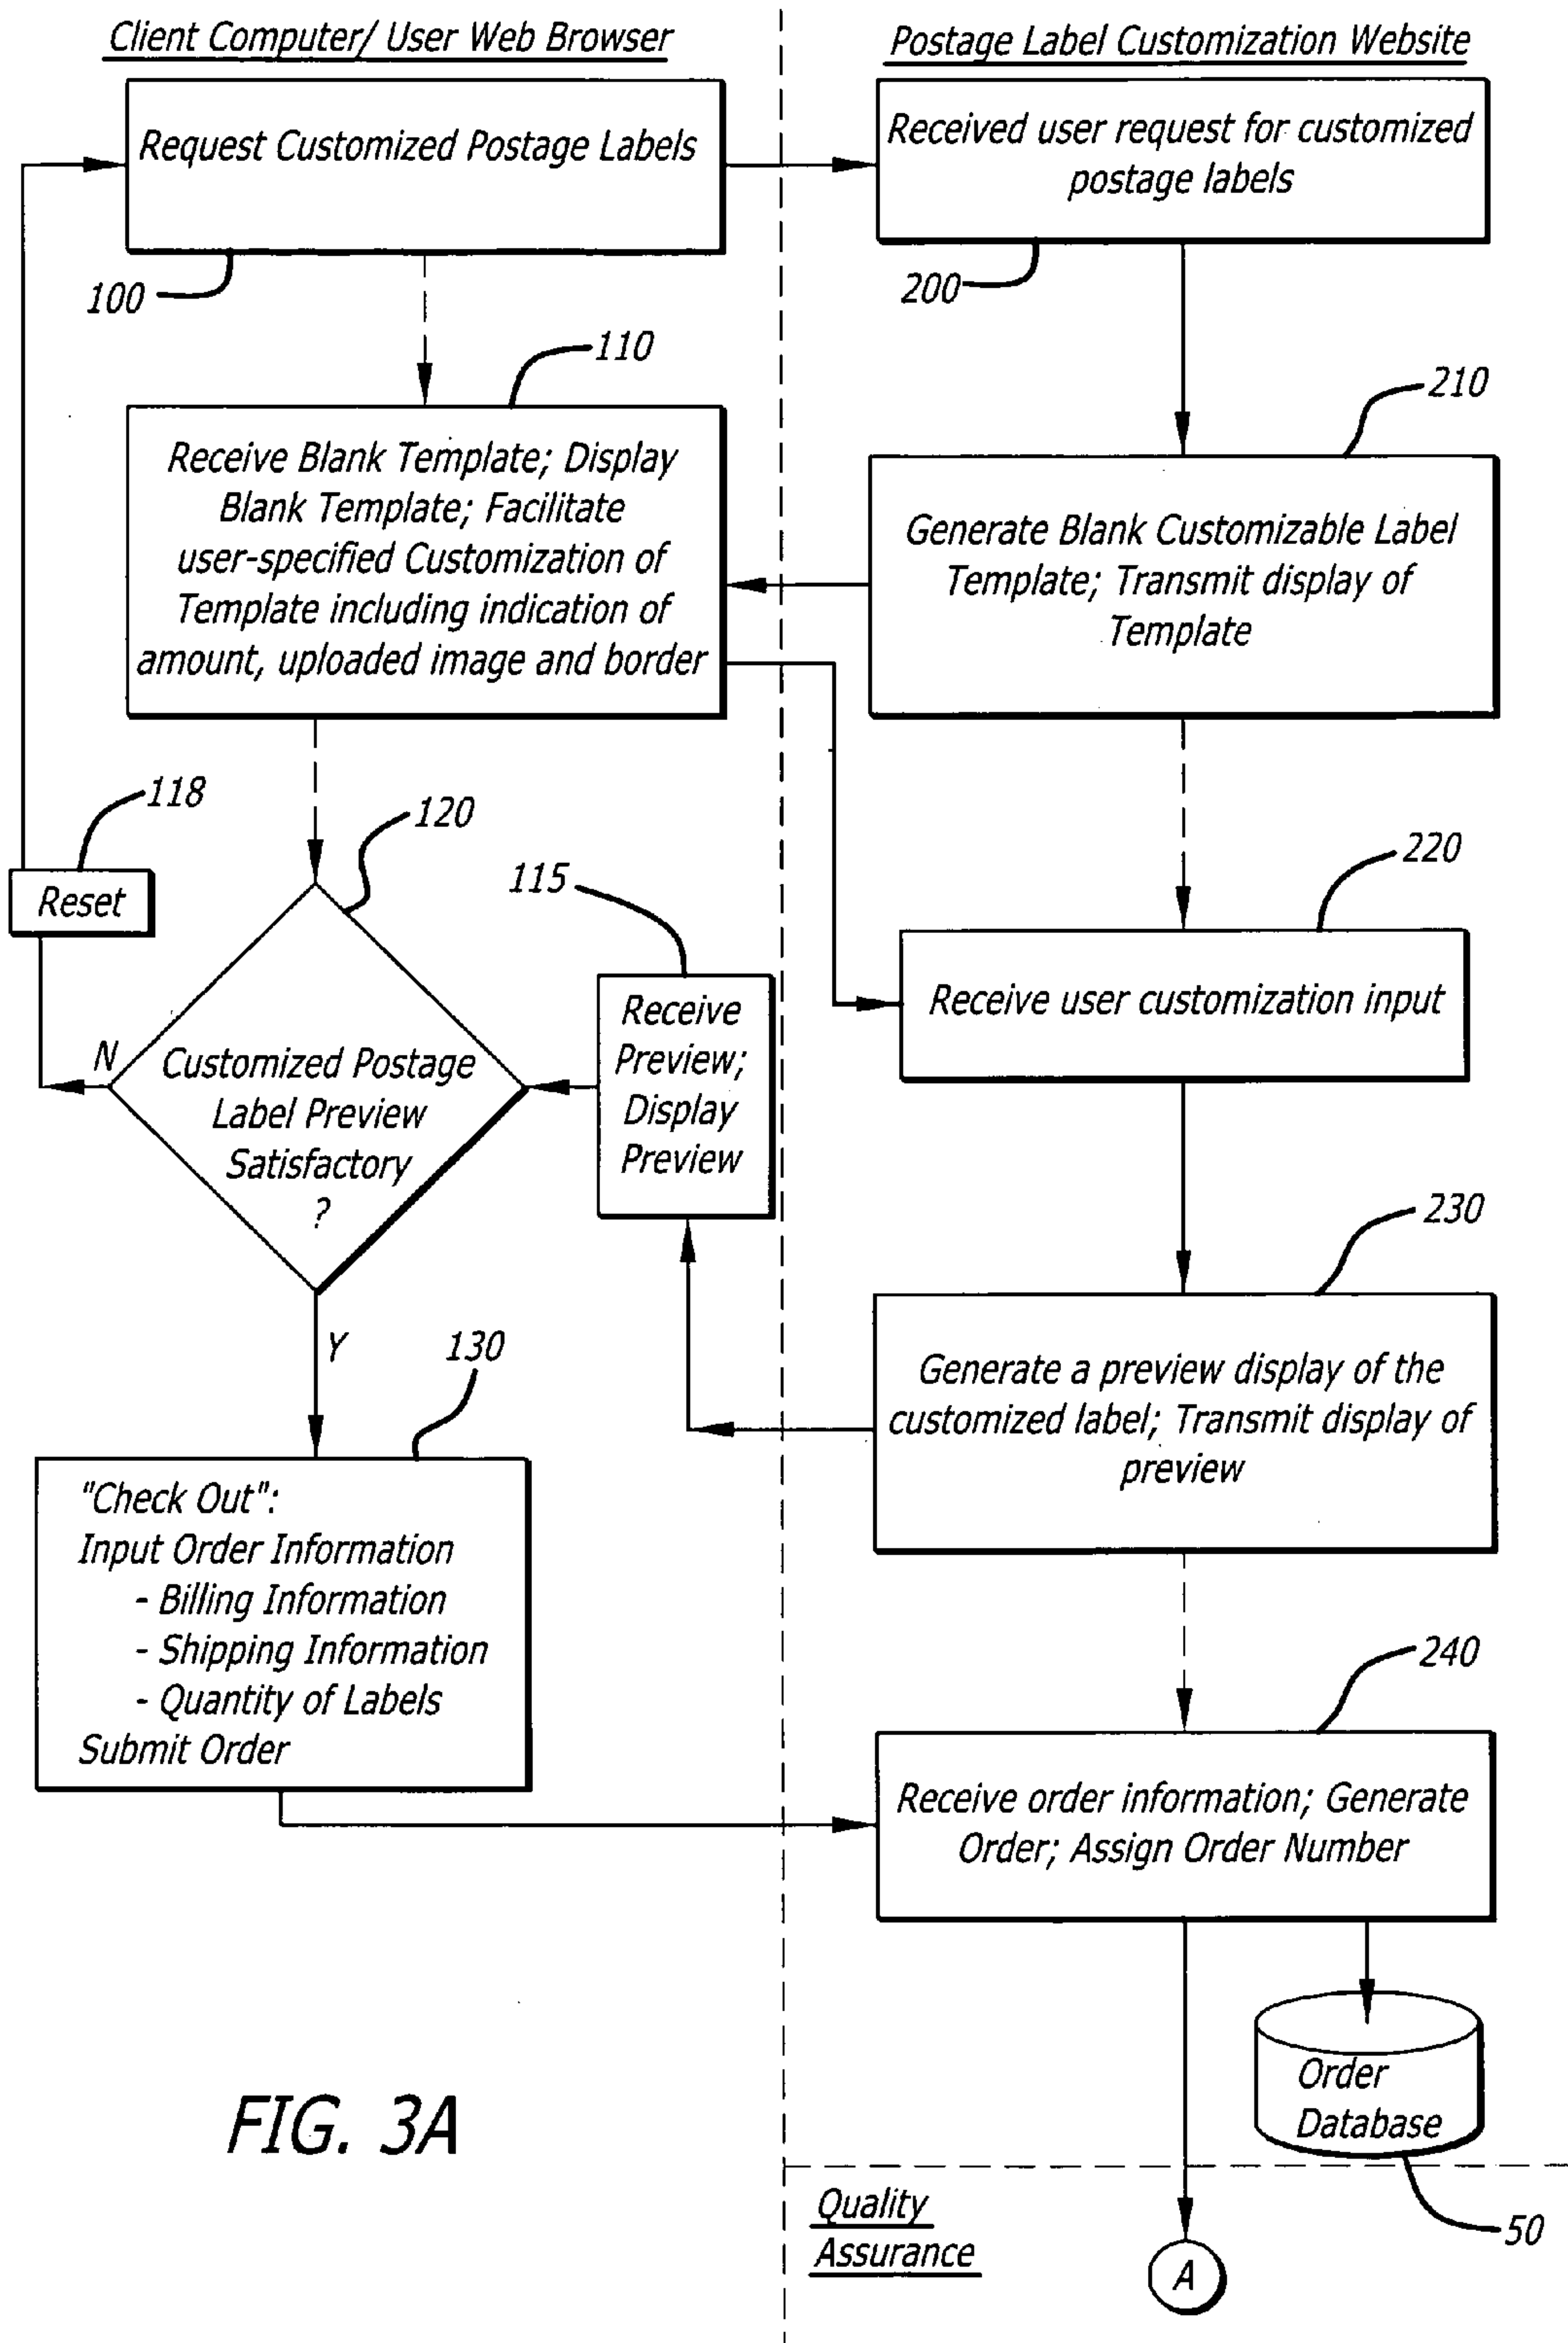 Client Computer/ User Web Browser
Postage Label Customization Website
Request Customized Postage Labels
100
Received user request for customized
postage labels
200
110
Receive Blank Template; Display
Blank Template; Facilitate
user-specified Customization of
Template including indication of
amount, uploaded image and border
210
Generate Blank Customizable Label
Template; Transmit display of
Template
118
Reset
120
115
Receive
Preview;
Display
Preview
220
Receive user customization input
N
Customized Postage
Label Preview
Satisfactory
?
Y
230
Generate a preview display of the
customized label; Transmit display of
preview
130
"Check Out":
Input Order Information
- Billing Information
- Shipping Information
- Quantity of Labels
Submit Order
240
Receive order information; Generate
Order; Assign Order Number
Order
Database
50
FIG. 3A
Quality
Assurance
A